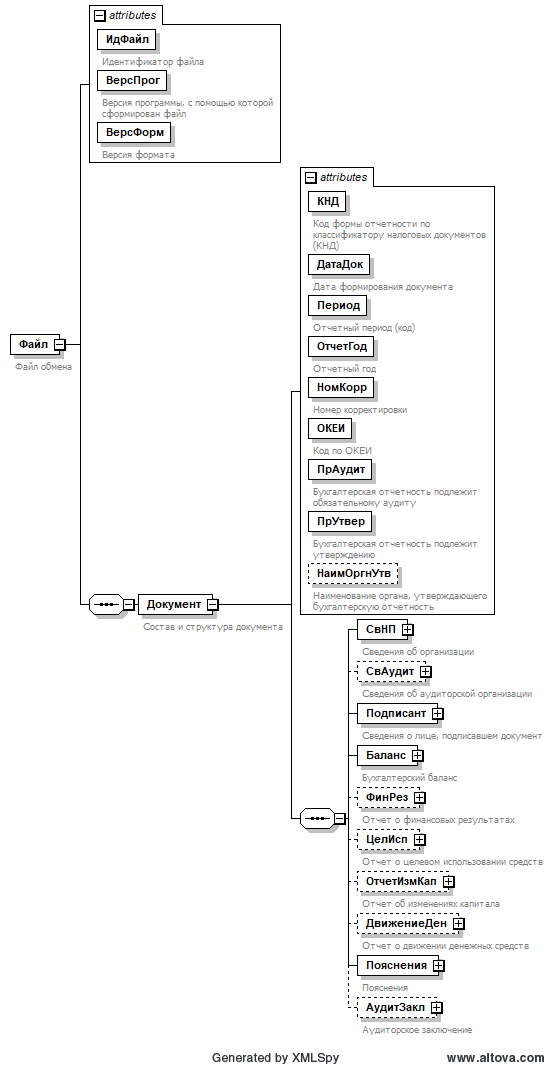 attributes
ИдФайл
Идентификатор файла
ВерсПрог
Версия программы, с помощью которой
сформирован файл
ВерсФорм
Версия формата
Файл
Файл обмена
attributes
КНД
Код формы отчетности по
классификатору налоговых документов
(КНД)
ДатаДок
Дата формирования документа
Период
Отчетный период (код)
ОтчетГод
Отчетный год
НомКорр
Номер корректировки
ОКЕИ
Код по ОКЕИ
ПрАудит
Бухгалтерская отчетность подлежит
обязательному аудиту
ПрУтвер
Бухгалтерская отчетность подлежит
утверждению
НаимОргнУтв
Наименование органа, утверждающего
бухгалтерскую отчетность
Документ
Состав и структура документа
СвНП
Сведения об организации
СвАудит
Сведения об аудиторской организации
Подписант
Сведения о лице, подписавшем документ
Баланс
Бухгалтерский баланс
ФинРез
Отчет о финансовых результатах
ЦелИсп
Отчет о целевом использовании средств
ОтчетИзмКап
Отчет об изменениях капитала
ДвижениеДен
Отчет о движении денежных средств
Пояснения
Пояснения
АудитЗакл
Аудиторское заключение
Generated by XMLSpy
www.altova.com